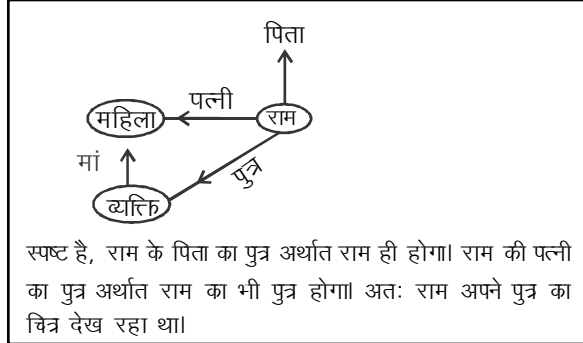 पिता
पत्नी
महिला
राम
मां
पुत्र
व्यक्ति
स्पष्ट है, राम के पिता का पुत्र अर्थात राम ही होगा। राम की पत्नी
का पुत्र अर्थात राम का भी पुत्र होगा। अतः राम अपने पुत्र का
चित्र देख रहा था।